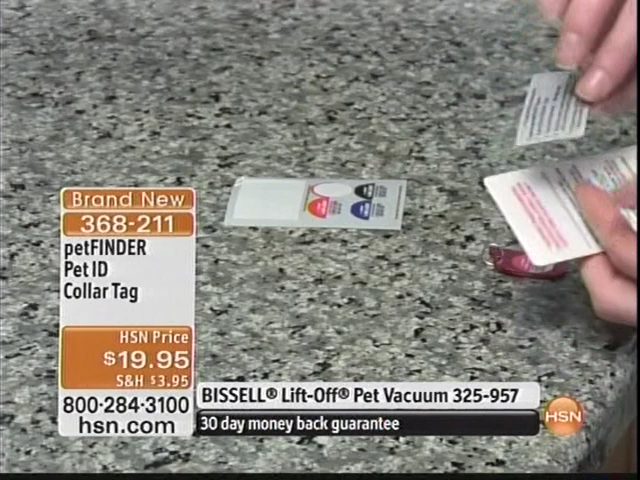 Brand New
368-211
petFINDER
Pet ID
Collar Tag
HSN Price
$19.95
S&H $3.95
800·284·3100
hsn.com
BISSELL® Lift-Off® Pet Vacuum 325-957
30 day money back guarantee
HSN